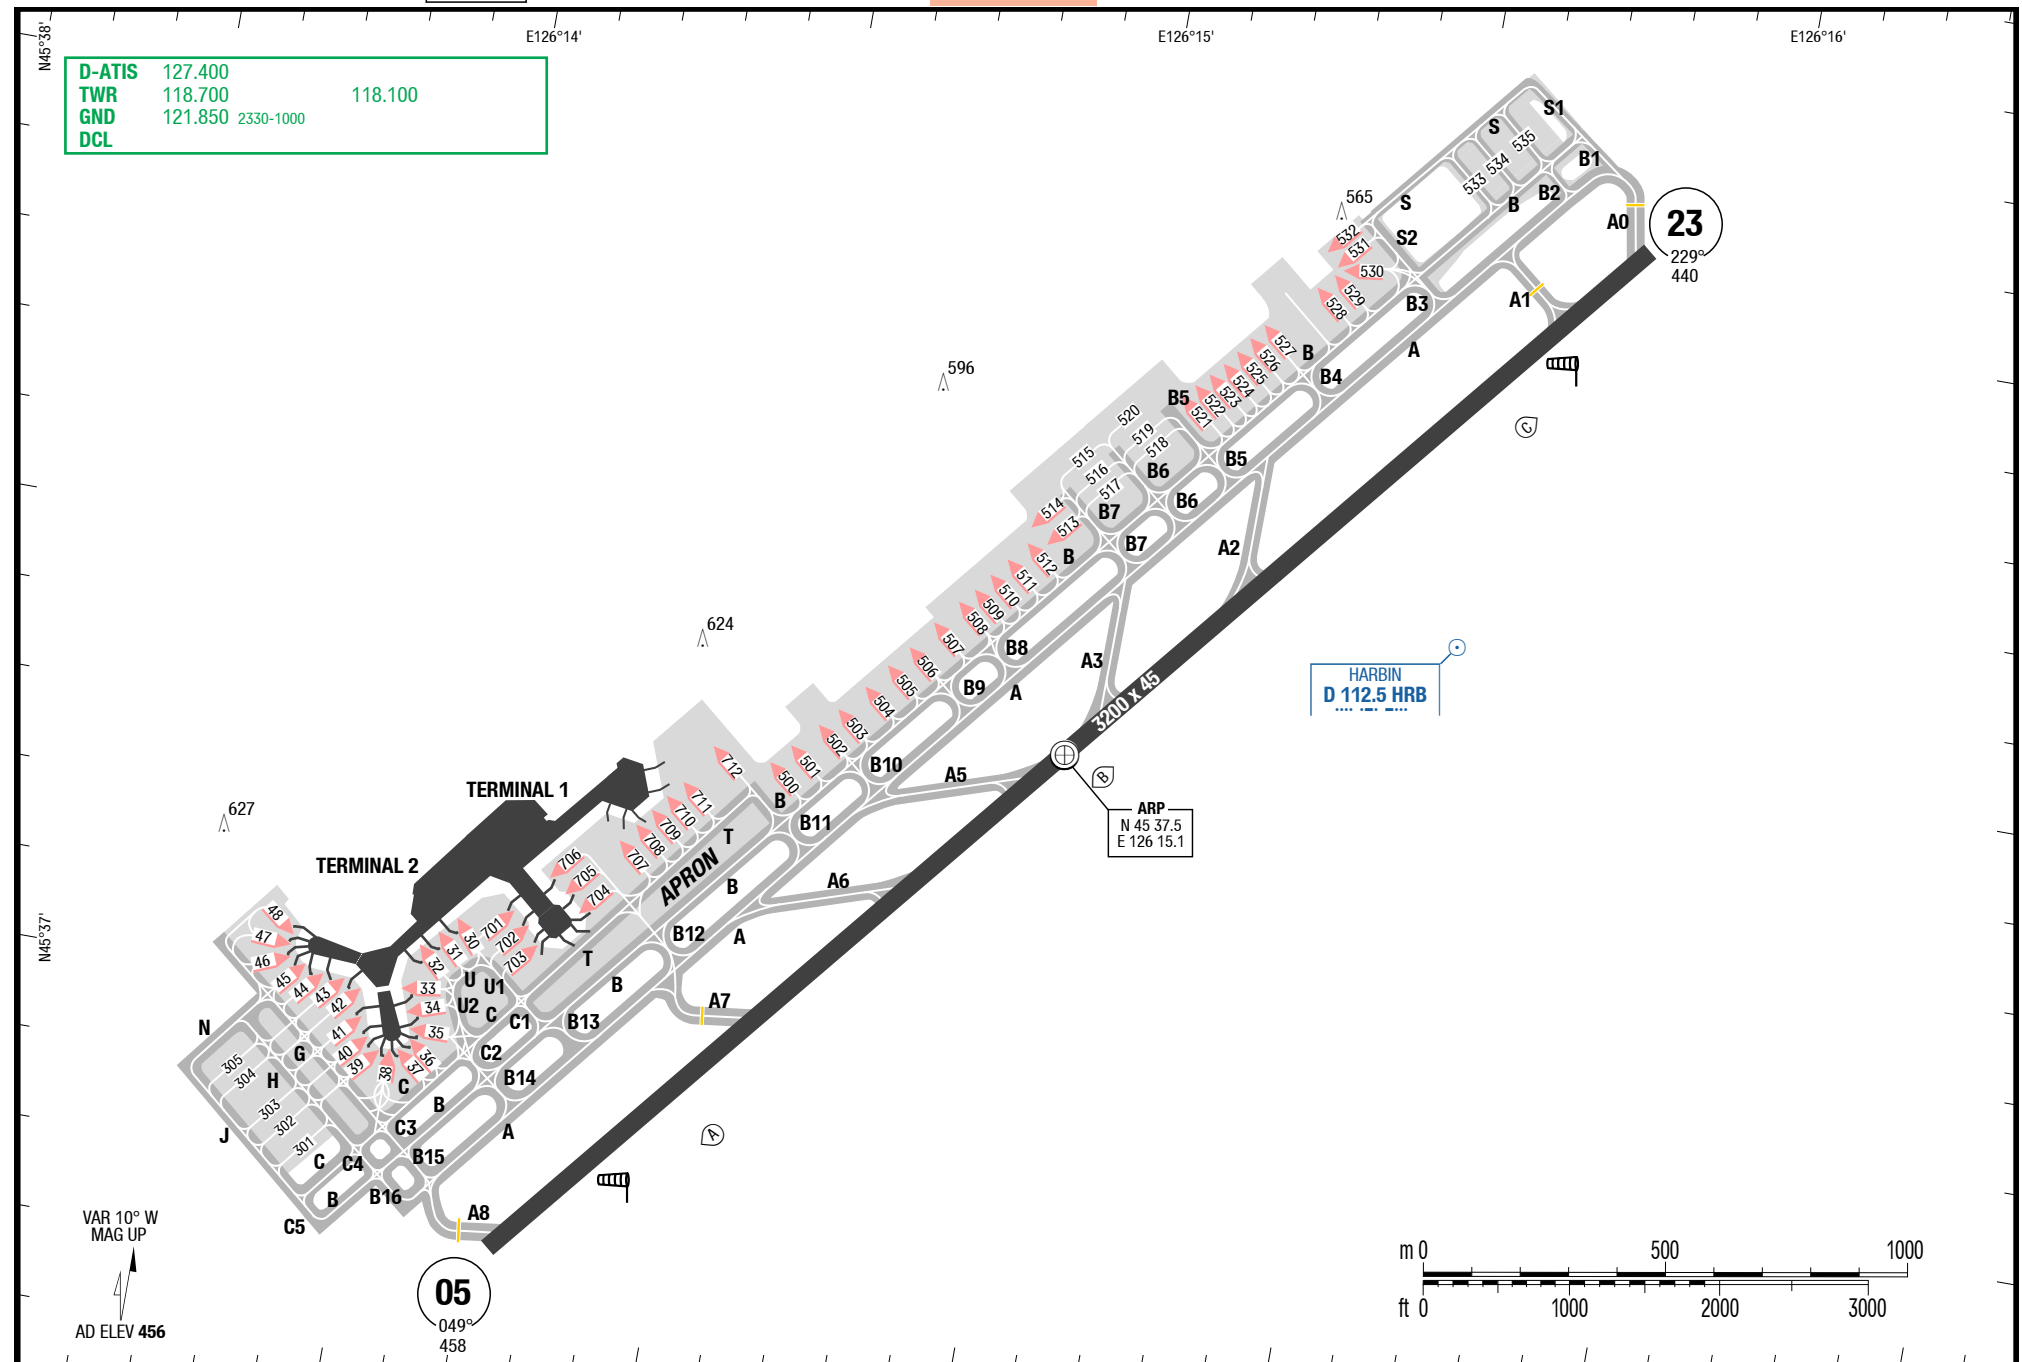 E126°14'
E126°15'
E126°16'
N45°38'
D-ATIS 127.400
TWR 118.700 118.100
GND 121.850 2330-1000
DCL
S1
S
535
534
533
B1
B2
B
S
565
A0
23
229°
440
532
531
S2
530
529
528
B3
A1
A
527
526
525
524
523
522
521
B
B4
B5
596
520
519
518
515
516
517
B6
B5
B6
B7
514
513
B
B7
A2
C
512
511
510
509
508
507
506
505
504
503
502
501
500
B8
A3
B9
A
624
HARBIN
D 112.5 HRB
3200 x 45
712
711
710
709
708
707
B10
A5
B
ARP
N 45 37.5
E 126 15.1
TERMINAL 1
627
B
B11
T
APRON
TERMINAL 2
706
705
704
B
A6
N45°37'
48
47
46
45
44
43
42
41
40
39
38
37
36
35
34
33
32
31
30
701
702
703
B12
A
T
B
U
U1
U2
C
C1
B13
A7
N
G
305
304
H
303
302
301
C2
B14
C
B
J
C3
A
C
C4
B15
B
B16
C5
A8
A
VAR 10° W
MAG UP
AD ELEV 456
05
049°
458
m 0 500 1000
ft 0 1000 2000 3000